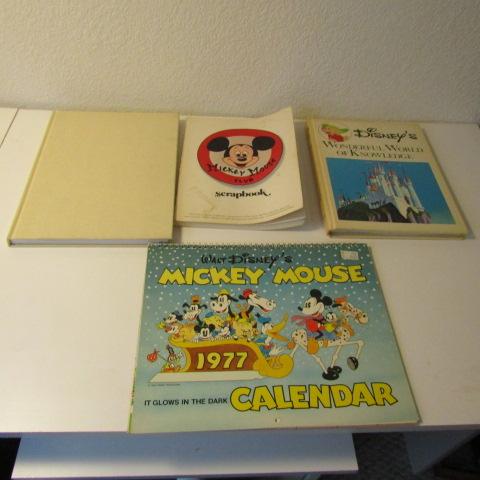 MICKEY MOUSE
CLUB
scrapbook
DISNEY'S
WONDERFUL WORLD
OF KNOWLEDGE
WALT DISNEY'S
MICKEY MOUSE
1977
IT GLOWS IN THE DARK
CALENDAR